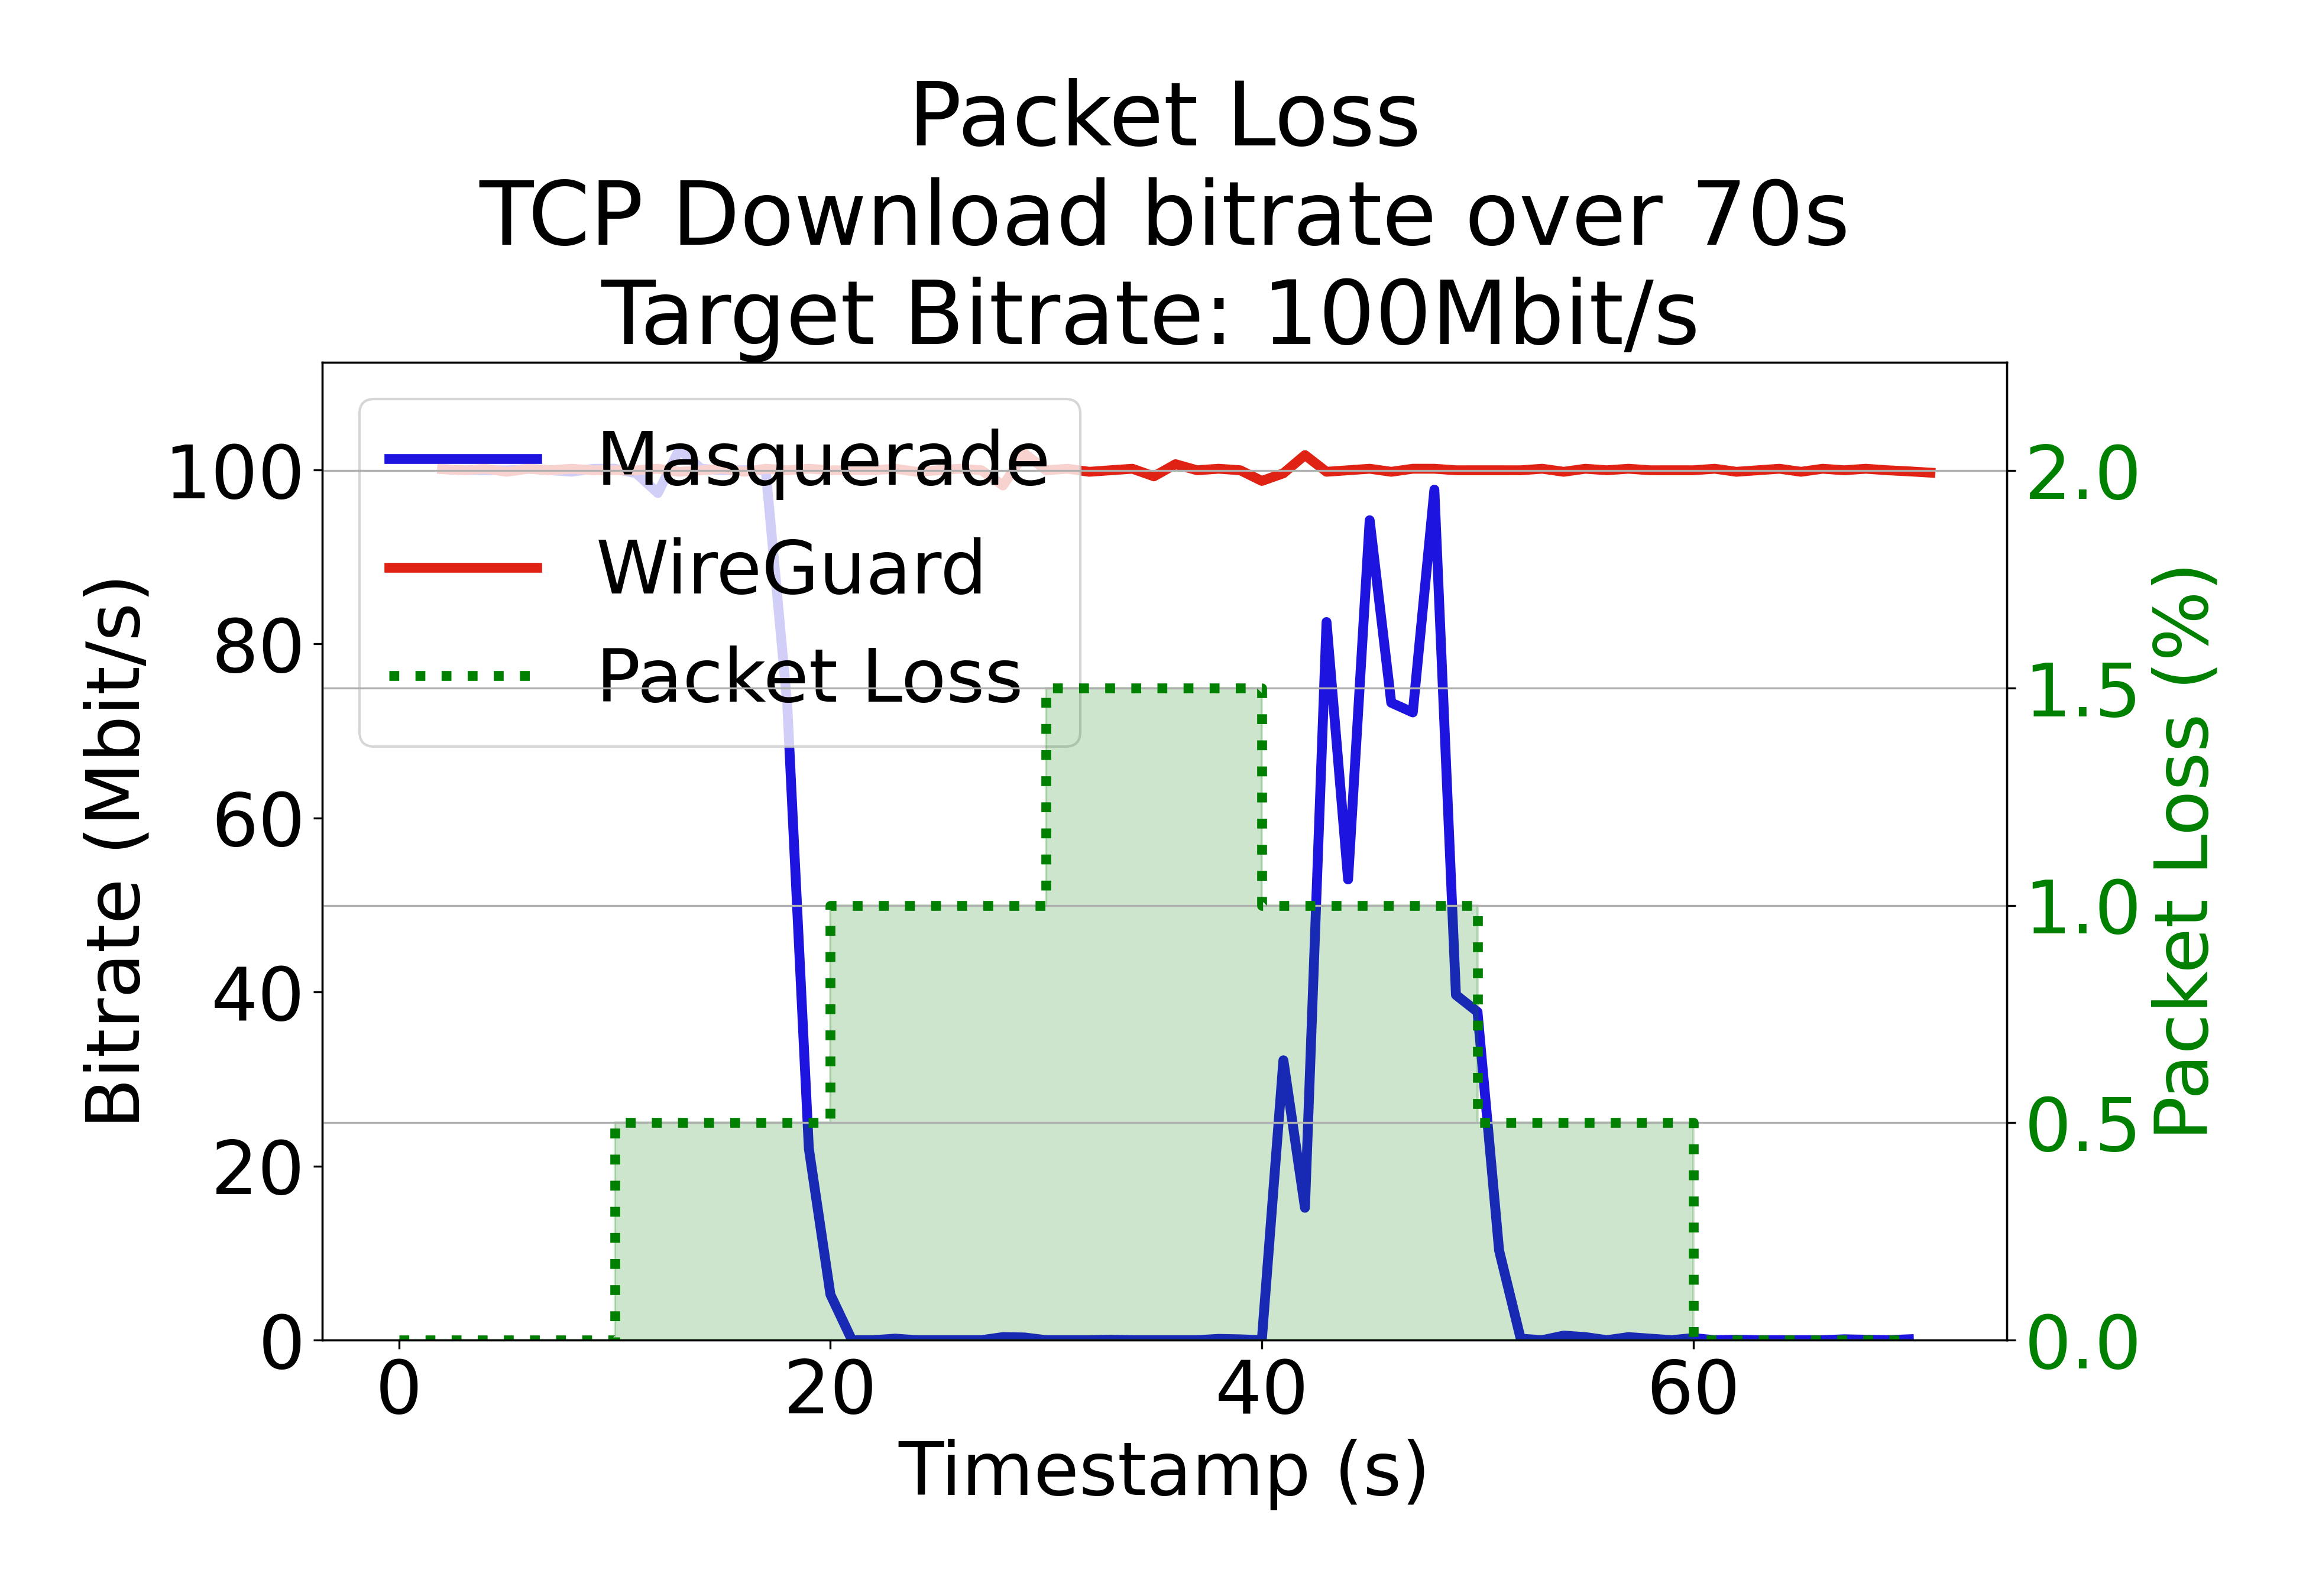 Packet Loss
TCP Download bitrate over 70s
Target Bitrate: 100Mbit/s
Masquerade
WireGuard
Packet Loss
Bitrate (Mbit/s)
100
80
60
40
20
0
2.0
1.5
1.0
0.5
0.0
Packet Loss (%)
0 20 40 60
Timestamp (s)